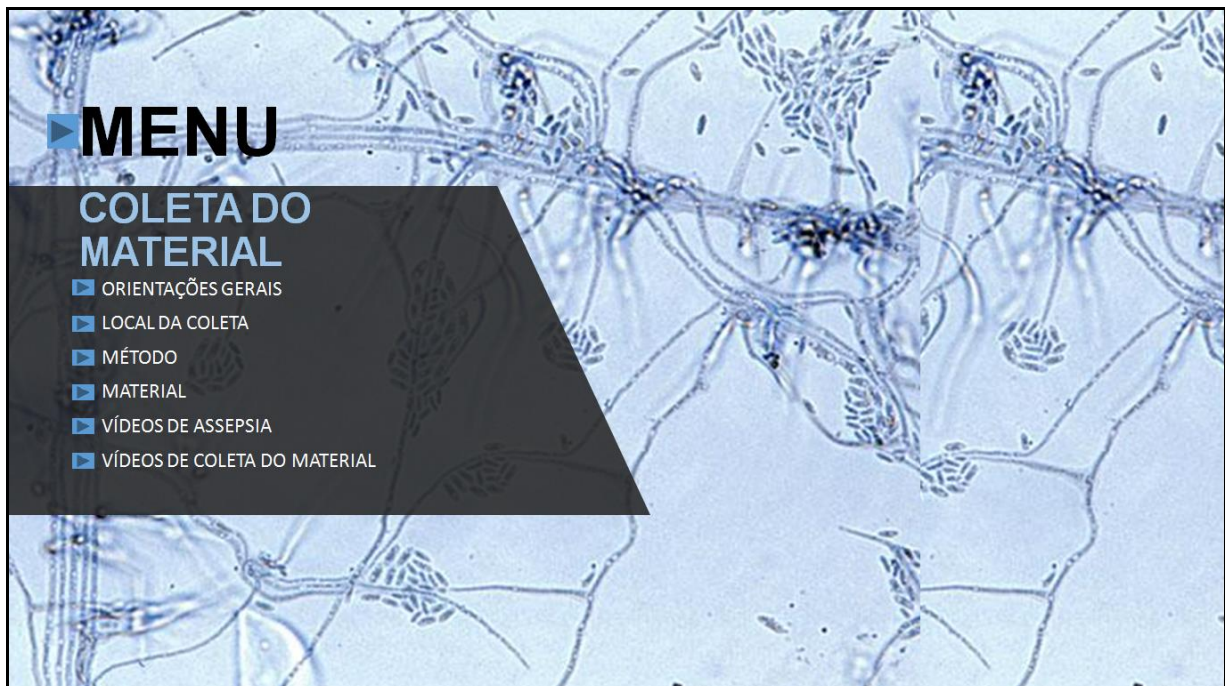 MENU
COLETA DO
MATERIAL
ORIENTAÇÕES GERAIS
LOCAL DA COLETA
MÉTODO
MATERIAL
VÍDEOS DE ASSEPSIA
VÍDEOS DE COLETA DO MATERIAL